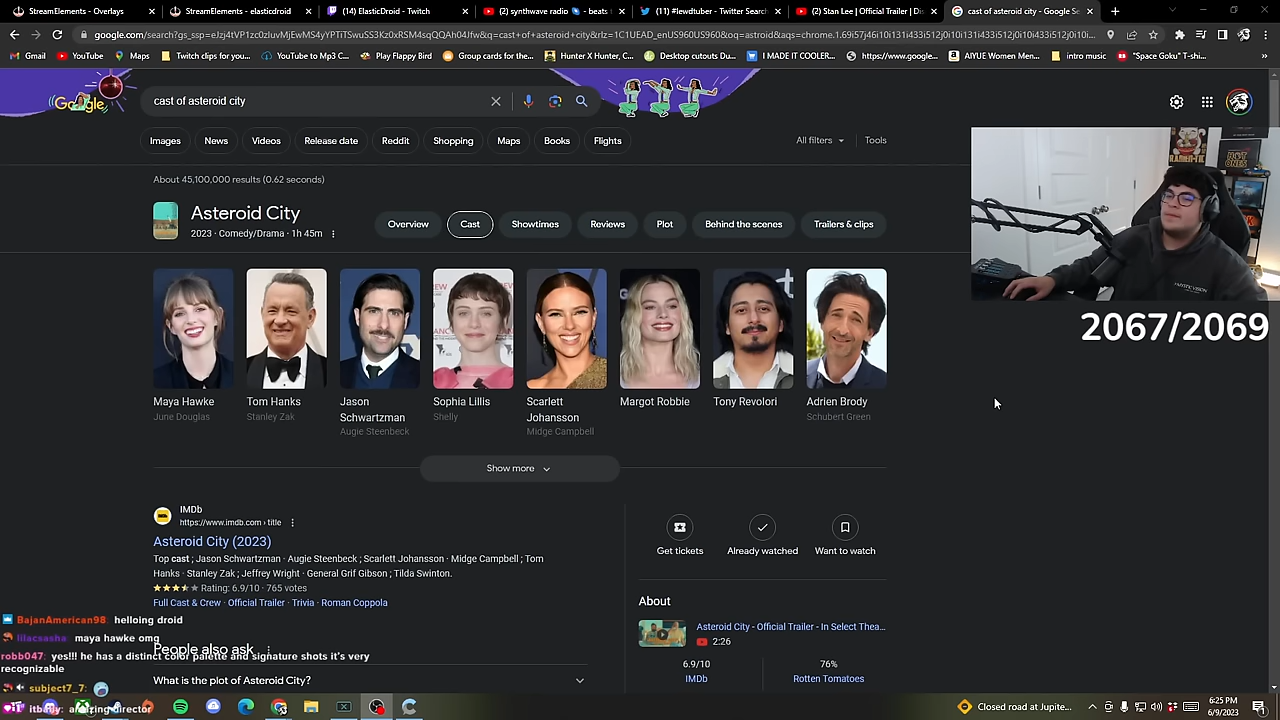 StreamElements - Overlays
StreamElements - elasticdroid
(14) ElasticDroid - Twitch
(2) synthwave radio
- beats
(11) #lewdtuber - Twitter Search
(2) Stan Lee | Official Trailer | Di
cast of asteroid city - Google Se
Gmail
YouTube
Maps
Twitch clips for you...
YouTube to Mp3 C...
Play Flappy Bird
Group cards for the...
Hunter X Hunter, C...
Desktop cutouts Du...
I MADE IT COOLER...
https://www.google...
AIYUE Women Men...
intro music
"Space Goku" T-shi...
Google
cast of asteroid city
Images
News
Videos
Release date
Reddit
Shopping
Maps
Books
Flights
All filters
Tools
About 45,100,000 results (0.62 seconds)
Asteroid City
2023 · Comedy/Drama · 1h 45m
Overview
Cast
Showtimes
Reviews
Plot
Behind the scenes
Trailers & clips
2067/2069
Maya Hawke
June Douglas
Tom Hanks
Stanley Zak
Jason
Schwartzman
Augie Steenbeck
Sophia Lillis
Shelly
Scarlett
Johansson
Midge Campbell
Margot Robbie
Tony Revolori
Adrien Brody
Schubert Green
Show more
IMDb
https://www.imdb.com › title
Asteroid City (2023)
Top cast ; Jason Schwartzman · Augie Steenbeck ; Scarlett Johansson · Midge Campbell ; Tom
Hanks · Stanley Zak ; Jeffrey Wright · General Grif Gibson ; Tilda Swinton.
Rating: 6.9/10 · 765 votes
Full Cast & Crew · Official Trailer · Trivia · Roman Coppola
People also ask
What is the plot of Asteroid City?
Get tickets
Already watched
Want to watch
About
Asteroid City - Official Trailer - In Select Thea...
2:26
6.9/10
IMDb
76%
Rotten Tomatoes
BajanAmerican98 helloing droid
lilacsasha maya hawke omg
robb047: yes!!! he has a distinct color palette and signature shots it's very
recognizable
subject7_7:
Closed road at Jupite...
6:25 PM
6/9/2023